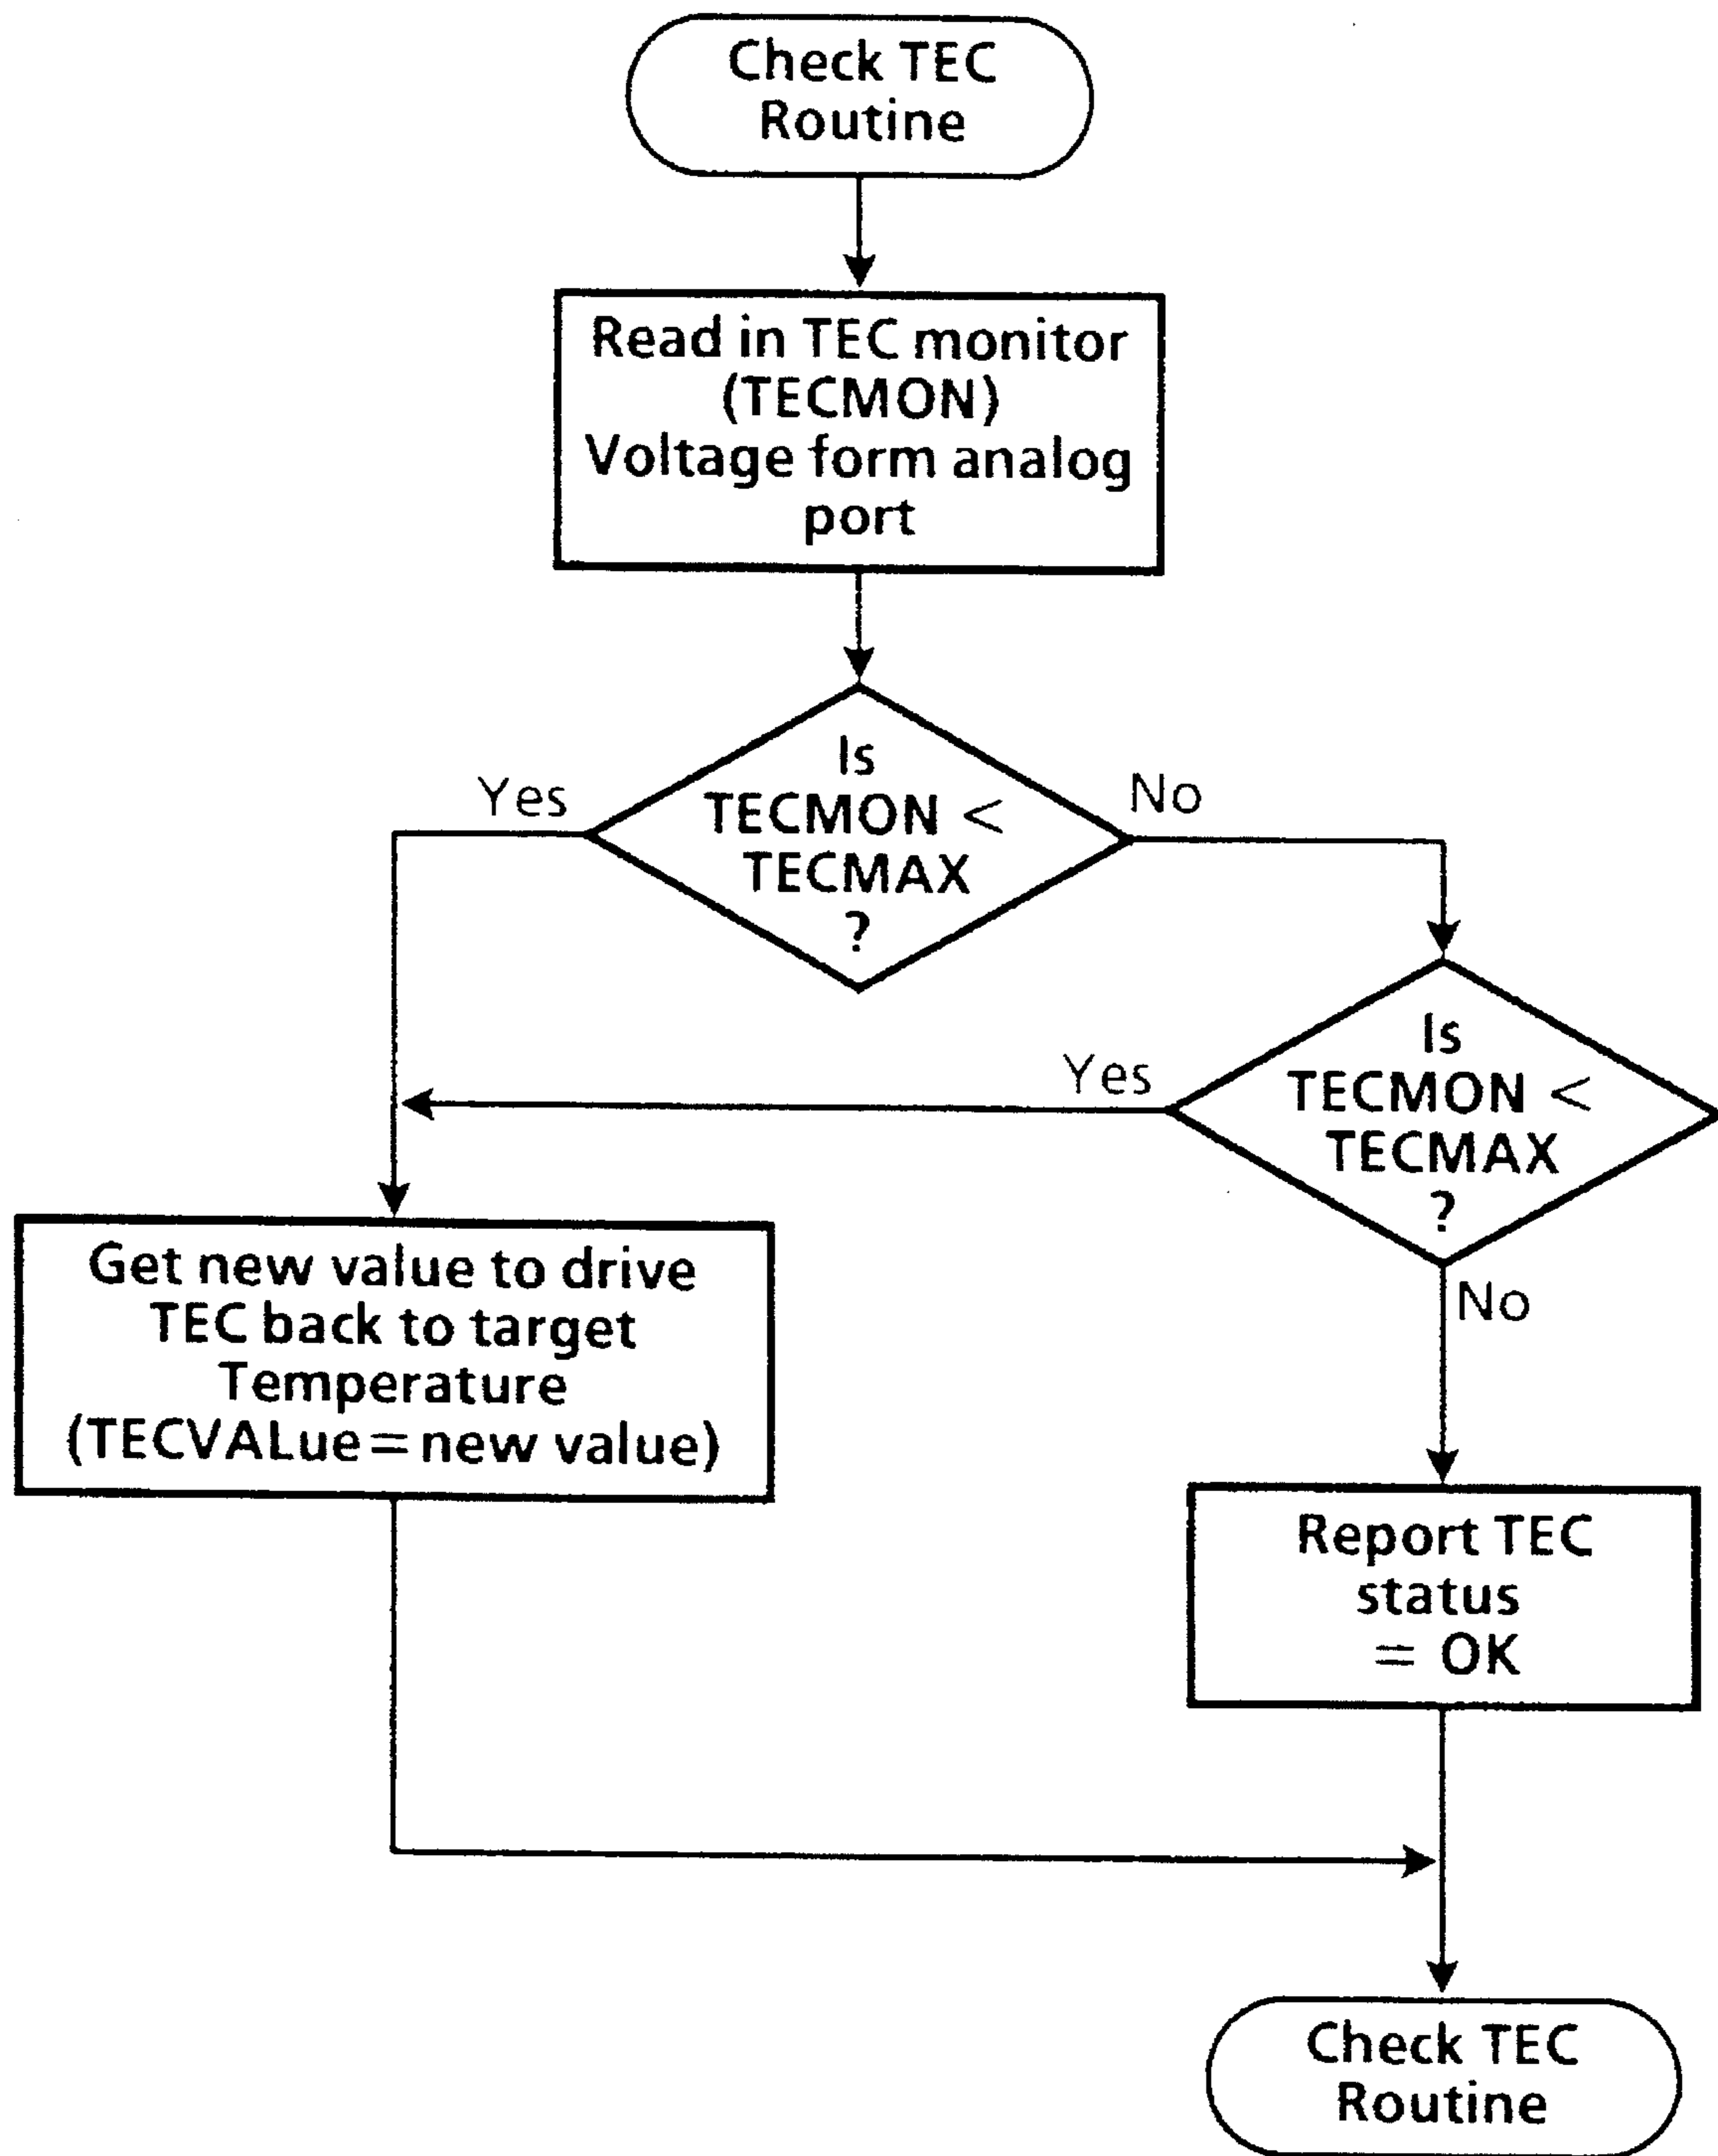 Check TEC
Routine
Read in TEC monitor
(TECMON)
Voltage form analog
port
Is
TECMON <
TECMAX
?
Yes
No
Is
TECMON <
TECMAX
?
Yes
No
Get new value to drive
TEC back to target
Temperature
(TECVALue = new value)
Report TEC
status
= OK
Check TEC
Routine